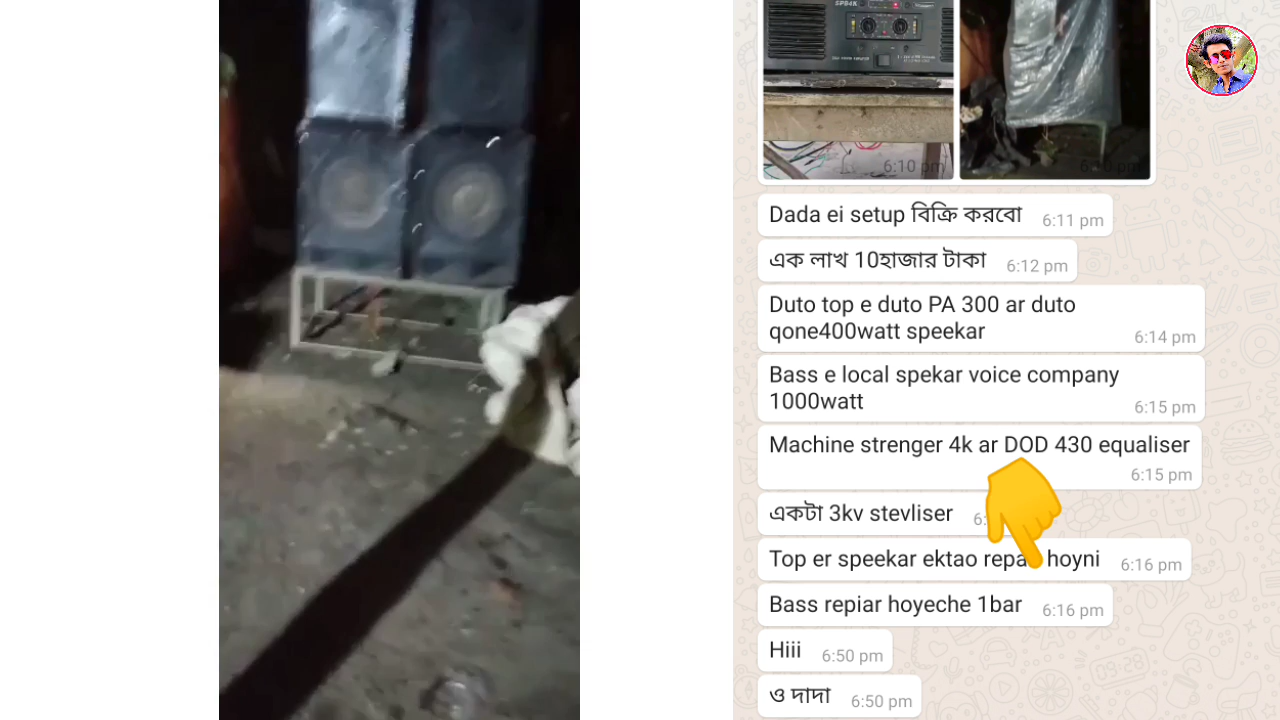 SPB4K
6:10 pm
Dada ei setup বিক্রি করবো 6:11 pm
এক লাখ 10হাজার টাকা 6:12 pm
Duto top e duto PA 300 ar duto
qone400watt speekar 6:14 pm
Bass e local spekar voice company
1000watt 6:15 pm
Machine strenger 4k ar DOD 430 equaliser
6:15 pm
একটা 3kv stevliser
Top er speekar ektao hoyni 6:16 pm
Bass repiar hoyeche 1bar 6:16 pm
Hiii 6:50 pm
ও দাদা 6:50 pm